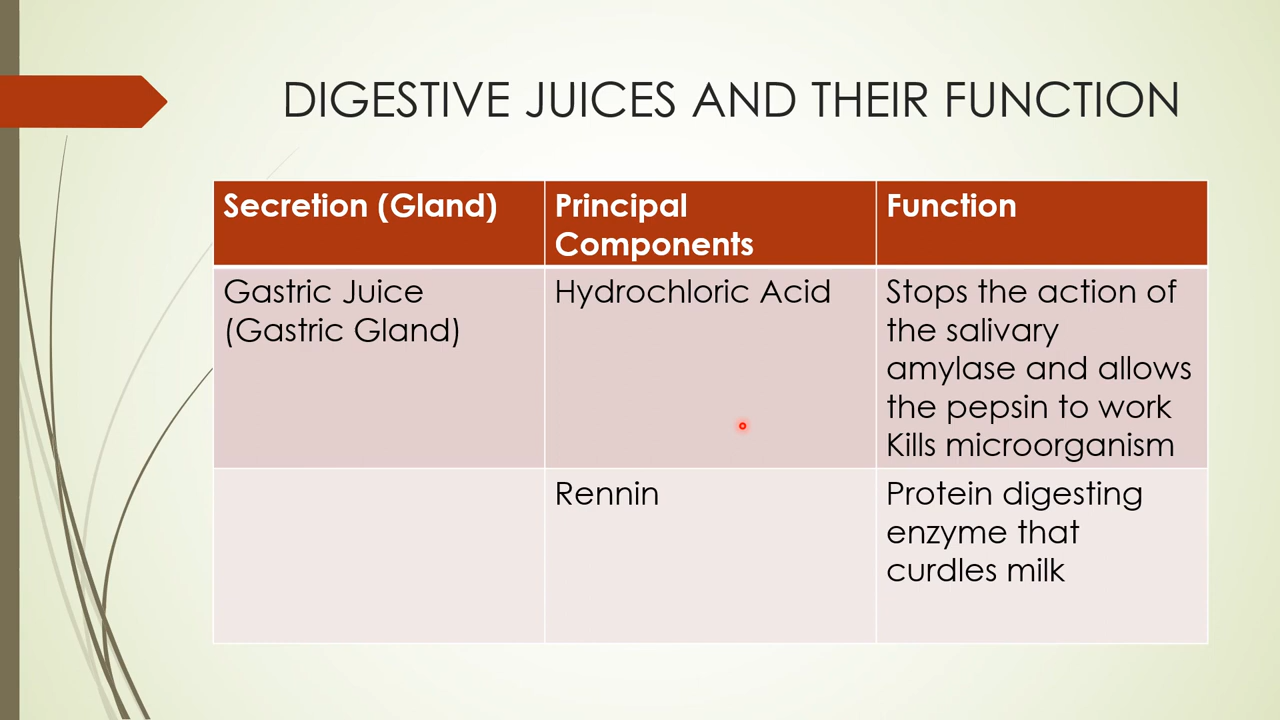 DIGESTIVE JUICES AND THEIR FUNCTION
Secretion (Gland)
Principal
Components
Function
Gastric Juice
(Gastric Gland)
Hydrochloric Acid
Stops the action of
the salivary
amylase and allows
the pepsin to work
Kills microorganism
Rennin
Protein digesting
enzyme that
curdles milk